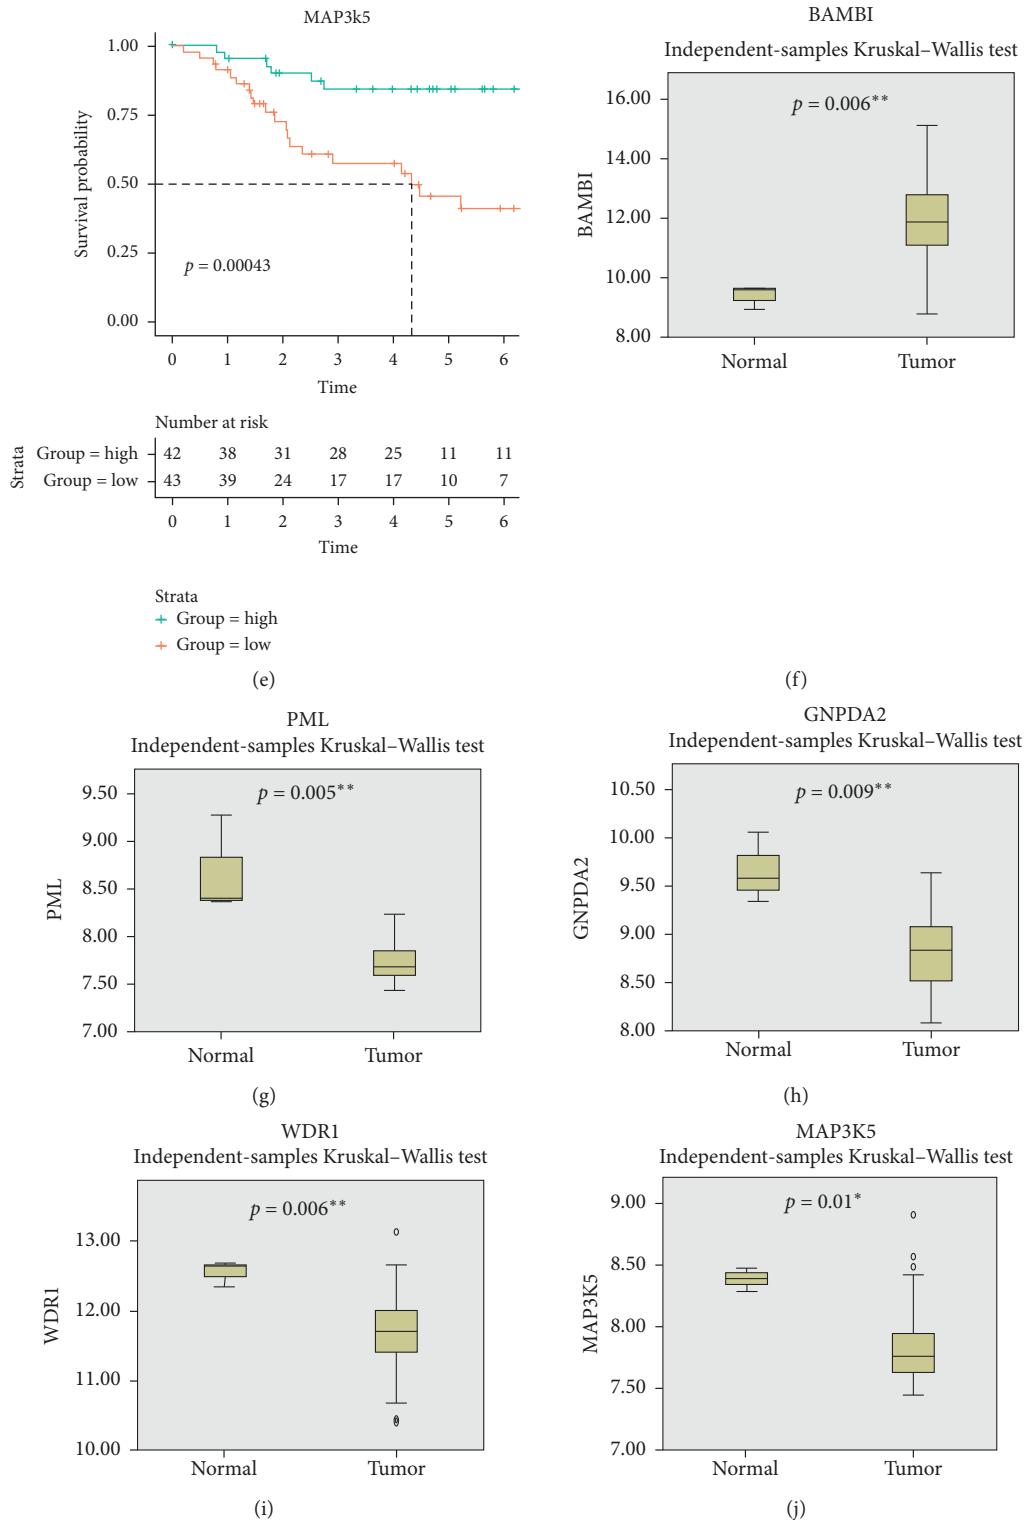 MAP3k5
1.00
0.75
0.50
0.25
0.00
Survival probability
p = 0.00043
0 1 2 3 4 5 6
Time
Number at risk
Strata
Group = high 42 38 31 28 25 11 11
Group = low 43 39 24 17 17 10 7
0 1 2 3 4 5 6
Time
Strata
Group = high
Group = low
(e)
BAMBI
Independent-samples Kruskal–Wallis test
p = 0.006**
16.00
14.00
12.00
10.00
8.00
BAMBI
Normal Tumor
(f)
PML
Independent-samples Kruskal–Wallis test
p = 0.005**
9.50
9.00
8.50
8.00
7.50
7.00
PML
Normal Tumor
(g)
GNPDA2
Independent-samples Kruskal–Wallis test
p = 0.009**
10.50
10.00
9.50
9.00
8.50
8.00
GNPDA2
Normal Tumor
(h)
WDR1
Independent-samples Kruskal–Wallis test
p = 0.006**
13.00
12.00
11.00
10.00
WDR1
Normal Tumor
(i)
MAP3K5
Independent-samples Kruskal–Wallis test
p = 0.01*
9.00
8.50
8.00
7.50
7.00
MAP3K5
Normal Tumor
(j)